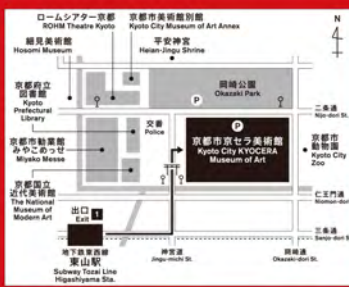 ロームシアター京都
ROHM Theatre Kyoto
京都市美術館別館
Kyoto City Museum of Art Annex
細見美術館
Hosomi Museum
平安神宮
Heian-Jingu Shrine
岡崎公園
Okazaki Park
京都府立
図書館
Kyoto
Prefectural
Library
P
二条通
Nijo-dori St.
交番
Police
P
京都市京セラ美術館
Kyoto City KYOCERA
Museum of Art
京都市
動物園
Kyoto City
Zoo
京都市勧業館
みやこめっせ
Miyako Messe
京都国立
近代美術館
The National
Museum of
Modern Art
仁王門通
Niomon-dori St.
出口
Exit 1
三条通
Sanjo-dori St.
地下鉄東西線
東山駅
Subway Tozai Line
Higashiyama Sta.
神宮道
Jingu-michi St.
岡崎通
Okazaki-dori St.